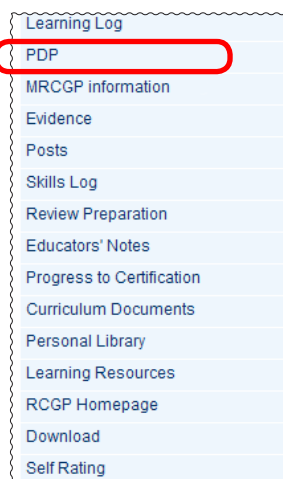 Learning Log
PDP
MRCGP information
Evidence
Posts
Skills Log
Review Preparation
Educators' Notes
Progress to Certification
Curriculum Documents
Personal Library
Learning Resources
RCGP Homepage
Download
Self Rating